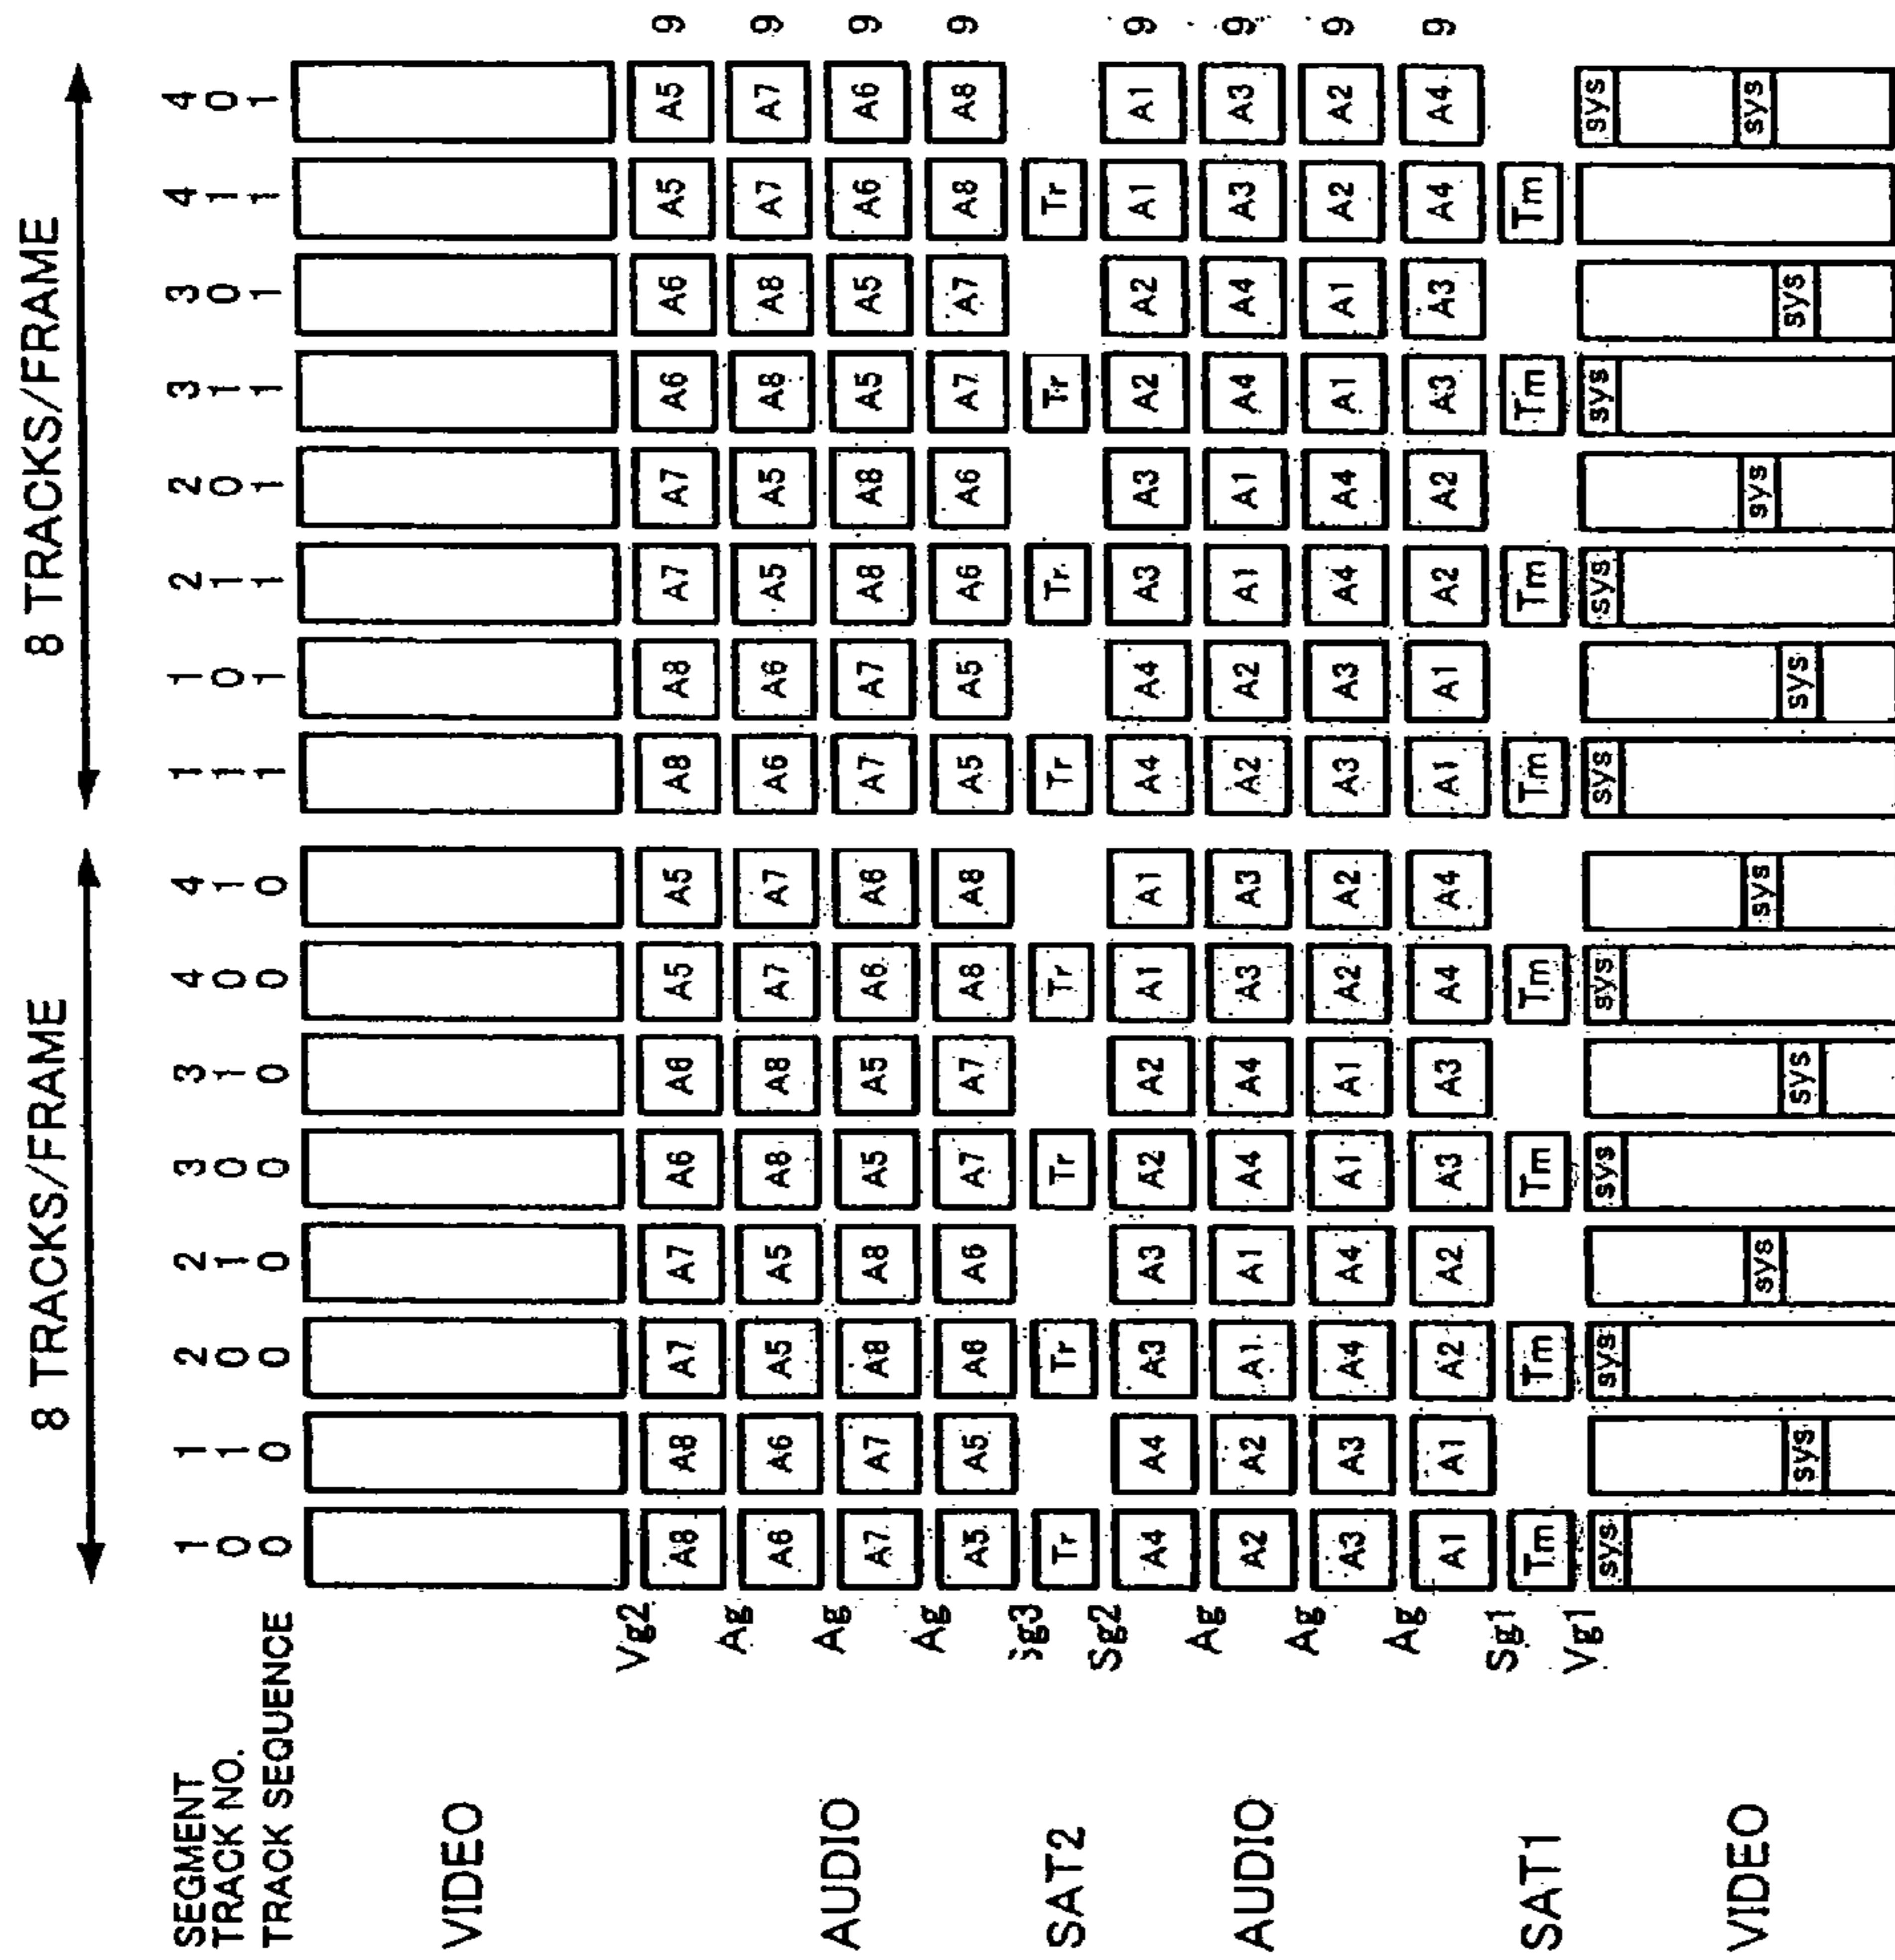 8 TRACKS/FRAME 8 TRACKS/FRAME
SEGMENT 1 1 2 2 3 3 4 4 1 1 2 2 3 3 4 4
TRACK NO. 0 1 0 1 0 1 0 1 1 0 1 0 1 0 1 0
TRACK SEQUENCE 0 0 0 0 0 0 0 0 1 1 1 1 1 1 1 1
VIDEO
Vg2
A8 A8 A7 A7 A6 A6 A5 A5 A8 A8 A7 A7 A6 A6 A5 A5 9
Ag
A6 A6 A5 A5 A8 A8 A7 A7 A6 A6 A5 A5 A8 A8 A7 A7 9
Ag
AUDIO A7 A7 A8 A8 A5 A5 A6 A6 A7 A7 A8 A8 A5 A5 A6 A6 9
Ag
A5 A5 A6 A6 A7 A7 A8 A8 A5 A5 A6 A6 A7 A7 A8 A8 9
Sg3
SAT2 Tr Tr Tr Tr Tr Tr Tr Tr
Sg2
A4 A4 A3 A3 A2 A2 A1 A1 A4 A4 A3 A3 A2 A2 A1 A1 9
Ag
AUDIO A2 A2 A1 A1 A4 A4 A3 A3 A2 A2 A1 A1 A4 A4 A3 A3 9
Ag
A3 A3 A4 A4 A1 A1 A2 A2 A3 A3 A4 A4 A1 A1 A2 A2 9
Ag
A1 A1 A2 A2 A3 A3 A4 A4 A1 A1 A2 A2 A3 A3 A4 A4 9
Sg1
SAT1 Tm Tm Tm Tm Tm Tm Tm Tm
Vg1
sys sys sys sys sys sys sys sys
VIDEO sys sys sys sys
sys sys sys sys